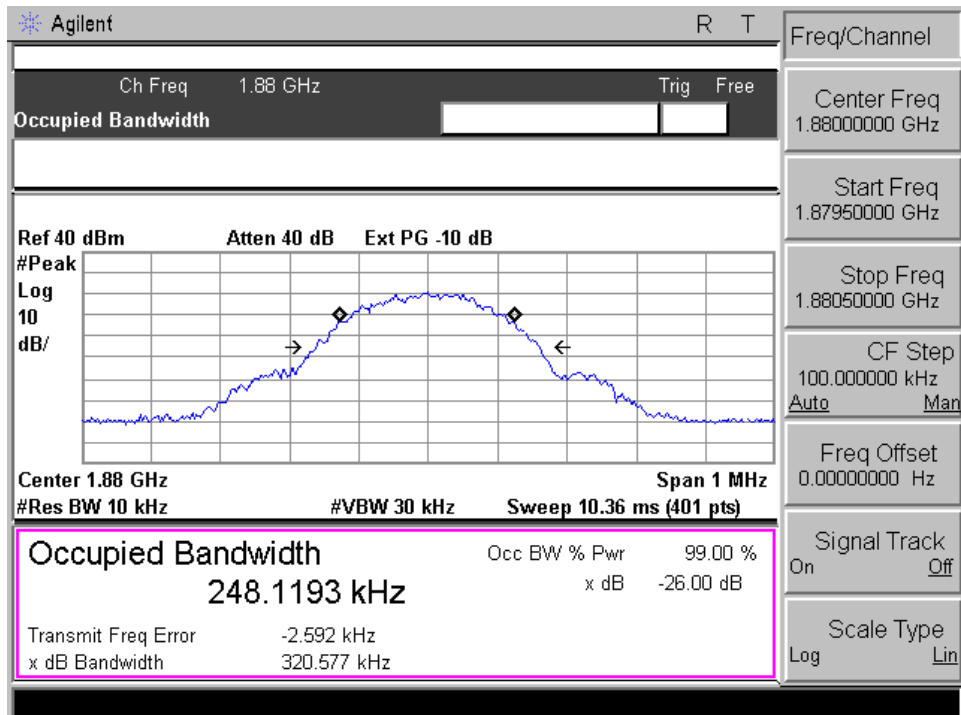 Agilent R T
Ch Freq 1.88 GHz Trig Free
Occupied Bandwidth
Ref 40 dBm Atten 40 dB Ext PG -10 dB
#Peak
Log
10
dB/
Center 1.88 GHz Span 1 MHz
#Res BW 10 kHz #VBW 30 kHz Sweep 10.36 ms (401 pts)
Occupied Bandwidth Occ BW % Pwr 99.00 %
248.1193 kHz x dB -26.00 dB
Transmit Freq Error -2.592 kHz
x dB Bandwidth 320.577 kHz
Freq/Channel
Center Freq
1.88000000 GHz
Start Freq
1.87950000 GHz
Stop Freq
1.88050000 GHz
CF Step
100.000000 kHz
Auto Man
Freq Offset
0.00000000 Hz
Signal Track
On Off
Scale Type
Log Lin